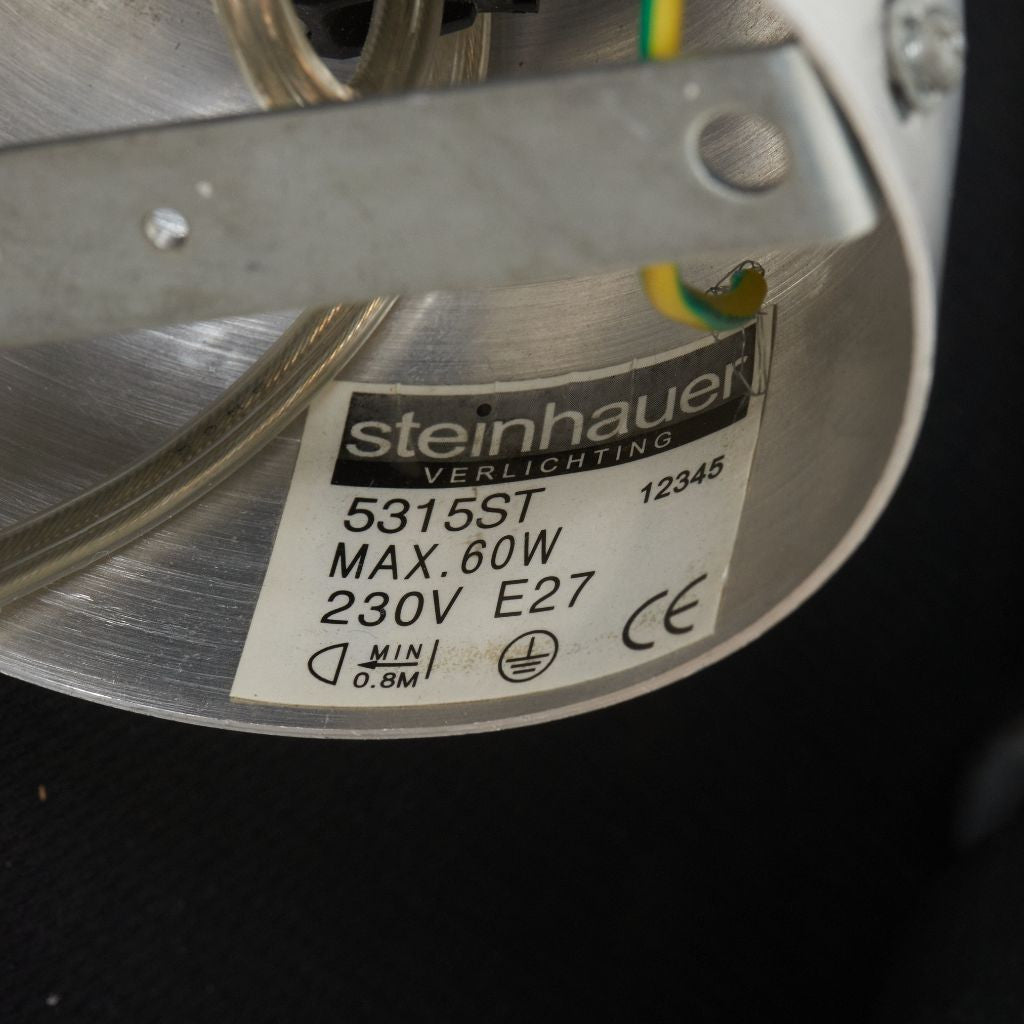 steinhauer
VERLICHTING
5315ST 12345
MAX. 60W
230V E27
MIN
0.8M
CE